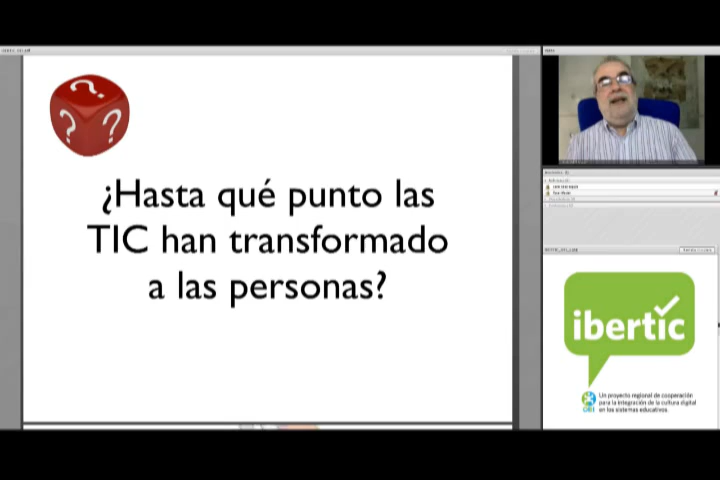 ¿Hasta qué punto las
TIC han transformado
a las personas?
ibertic
Un proyecto regional de cooperación
para la integración de la cultura digital
en los sistemas educativos.
OEI